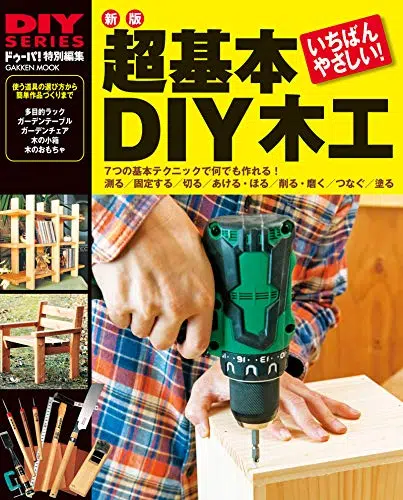 DIY
SERIES
ドゥーパ!特別編集
GAKKEN MOOK
使う道具の選び方から
簡単作品づくりまで
多目的ラック
ガーデンテーブル
ガーデンチェア
木の小箱
木のおもちゃ
新版
超基本
DIY木工
いちばん
やさしい!
7つの基本テクニックで何でも作れる!
測る/固定する/切る/あける・ほる/削る・磨く/つなぐ/塗る